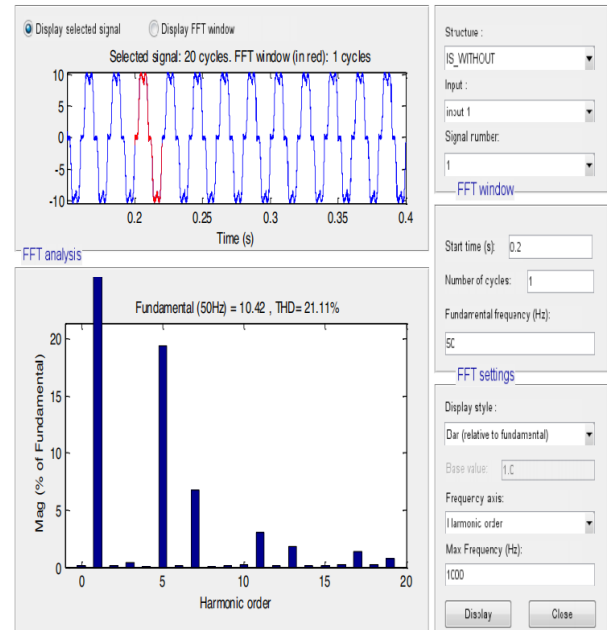 Display selected signal
Display FFT window
Selected signal: 20 cycles. FFT window (in red): 1 cycles
10
5
0
-5
-10
0.2
0.25
0.3
0.35
0.4
Time (s)
FFT analysis
Fundamental (50Hz) = 10.42 , THD= 21.11%
20
15
10
5
0
Mag (% of Fundamental)
0
5
10
15
20
Harmonic order
Structure :
IS_WITHOUT
Input :
input 1
Signal number:
1
FFT window
Start time (s): 0.2
Number of cycles: 1
Fundamental frequency (Hz):
50
FFT settings
Display style :
Bar (relative to fundamental)
Base value: 1.0
Frequency axis:
Harmonic order
Max Frequency (Hz):
1000
Display
Close